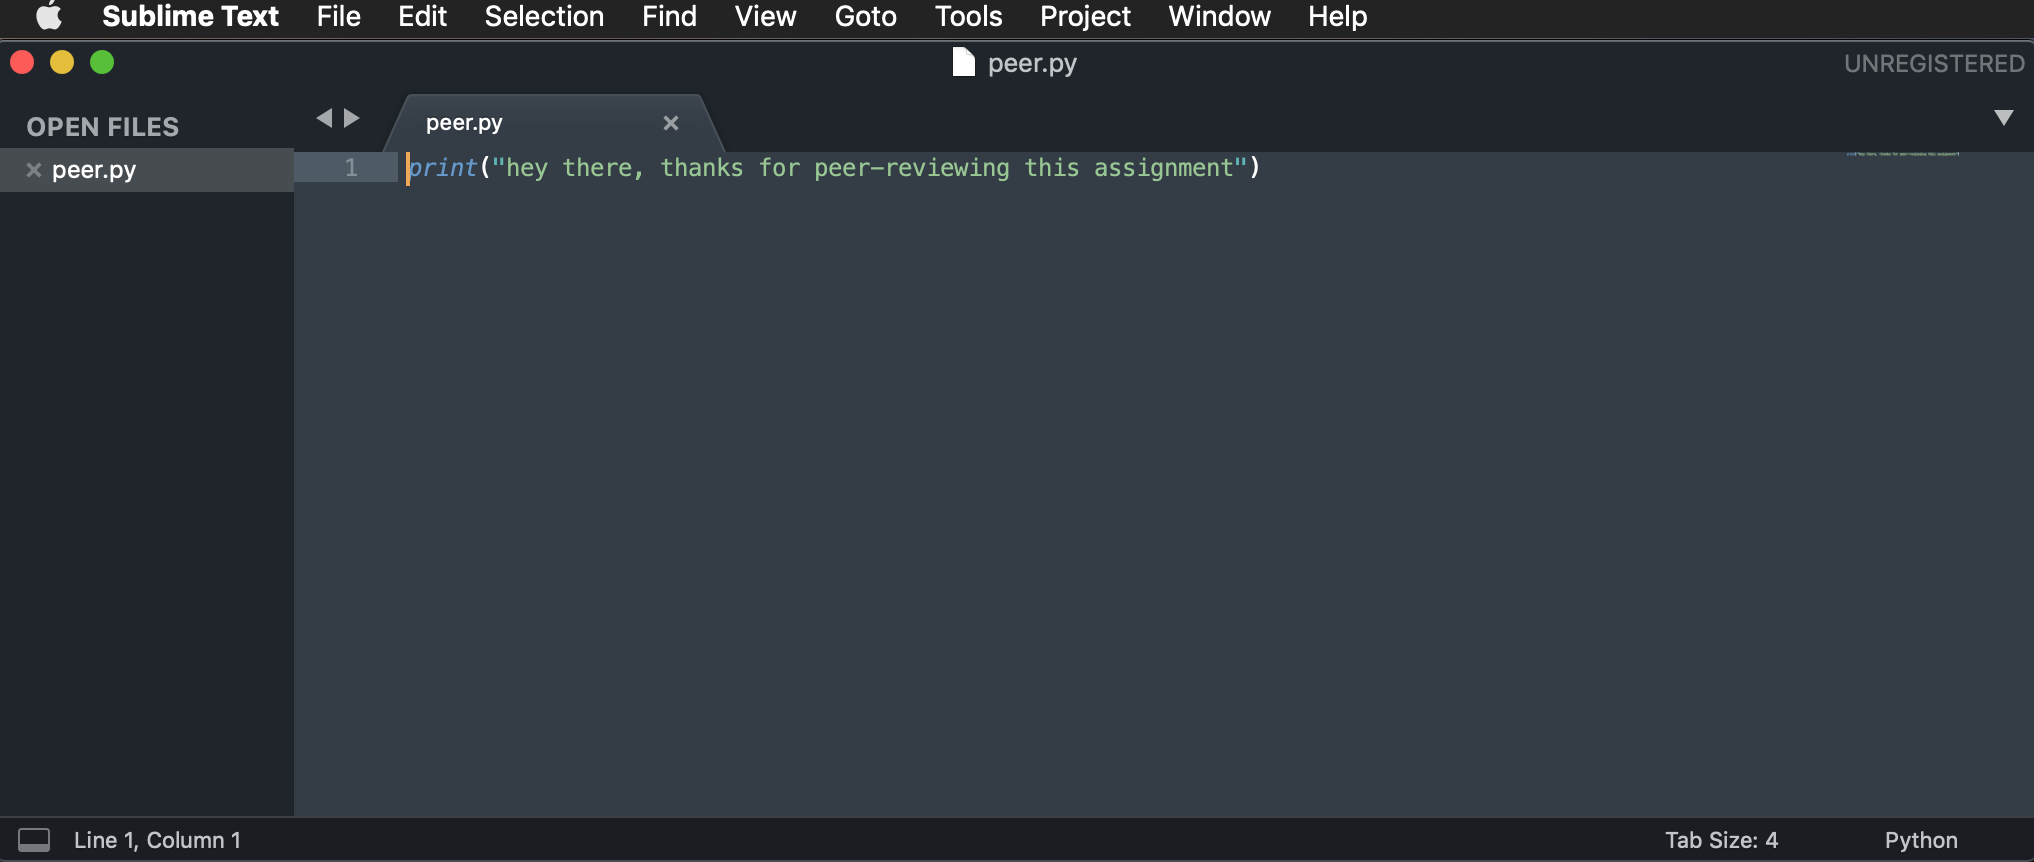 Sublime Text File Edit Selection Find View Goto Tools Project Window Help
peer.py
UNREGISTERED
OPEN FILES
peer.py
peer.py
1 print("hey there, thanks for peer-reviewing this assignment")
Line 1, Column 1
Tab Size: 4
Python